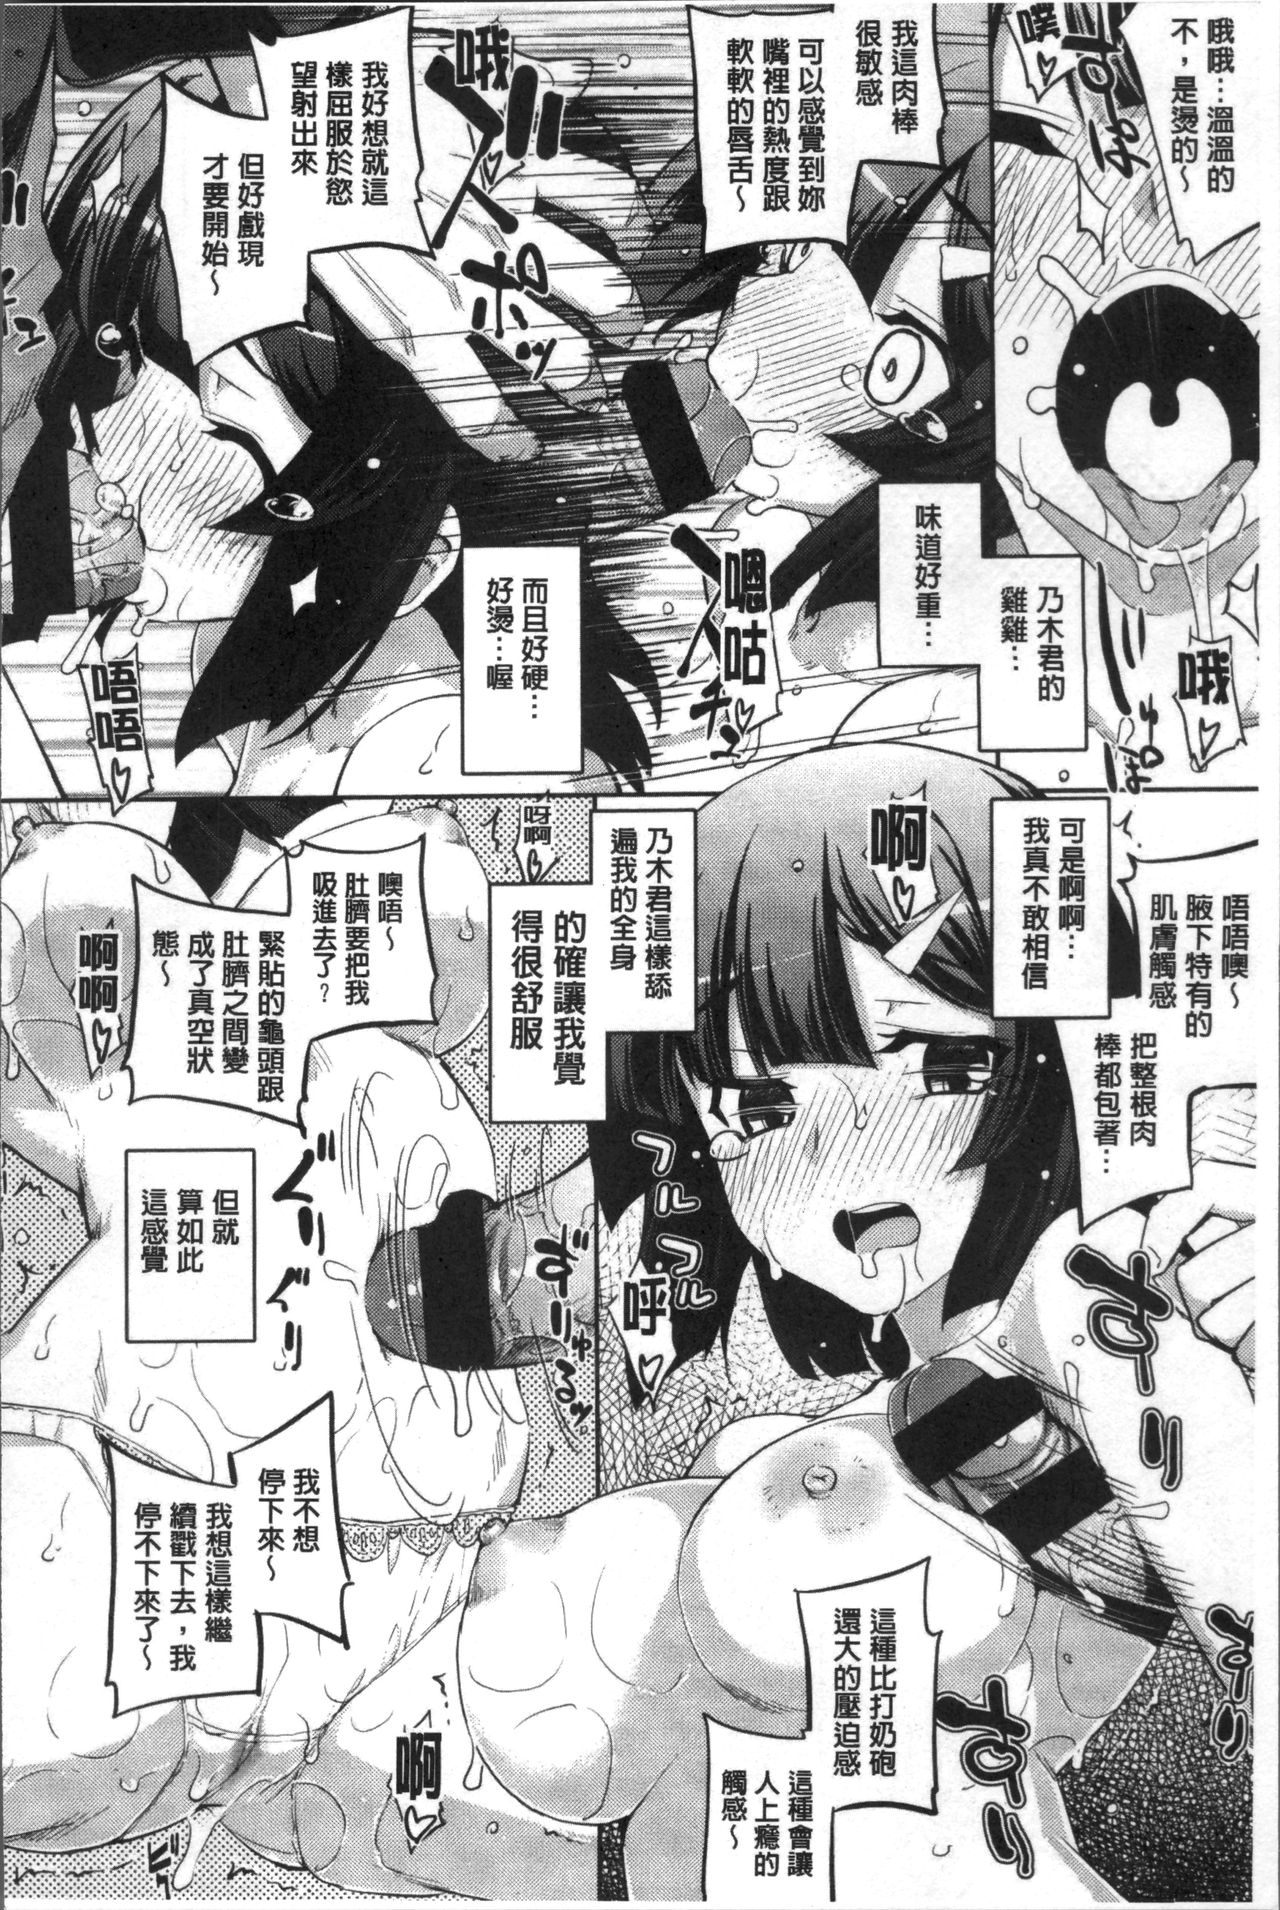 哦哦…溫溫的
不，是燙的～
噗
哦
我這肉棒
很敏感
可以感覺到妳
嘴裡的熱度跟
軟軟的唇舌～
乃木君的
雞雞…
味道好重…
嗯咕
哦
我好想就這
樣屈服於慾
望射出來
但好戲現
才要開始～
而且好硬…
好燙…喔
唔唔
唔唔噢～
腋下特有的
肌膚觸感
把整根肉
棒都包著…
可是啊啊…
我真不敢相信
啊
乃木君這樣舔
遍我的全身
的確讓我覺
得很舒服
呼
フルルルッフルルル
這種比打奶砲
還大的壓迫感
這種會讓
人上癮的
觸感～
呀啊
噢唔～
肚臍要把我
吸進去了？
緊貼的龜頭跟
肚臍之間變
成了真空狀
態～
啊啊
但就
算如此
這感覺
我不想
停下來～
我想這樣繼
續戳下去，我
停不下來了～
啊